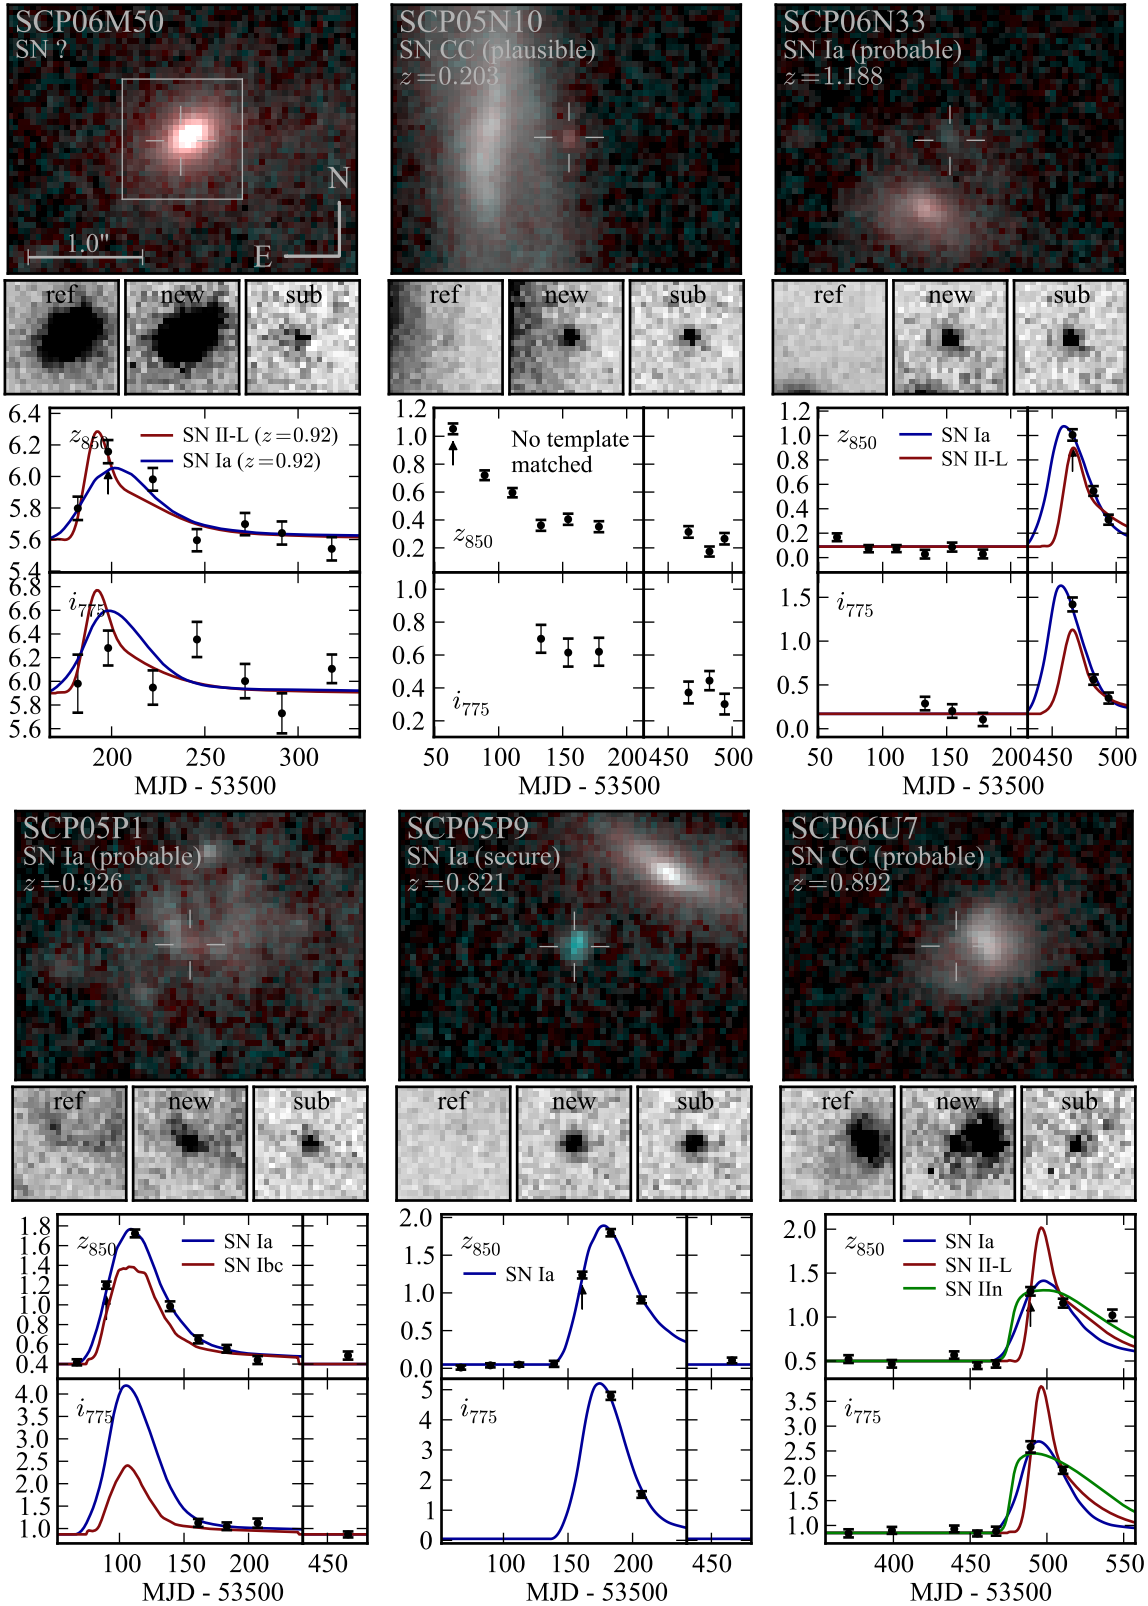 SCP06M50
SN ?
1.0"
N
E
SCP05N10
SN CC (plausible)
z=0.203
SCP06N33
SN Ia (probable)
z=1.188
ref new sub
ref new sub
ref new sub
6.4
6.2
6.0
5.8
5.6
5.4
z850
SN II-L (z=0.92)
SN Ia (z=0.92)
6.8
6.6
6.4
6.2
6.0
5.8
5.6
i775
200 250 300
MJD - 53500
1.2
1.0
0.8
0.6
0.4
0.2
No template
matched
z850
1.0
0.8
0.6
0.4
0.2
i775
50 100 150 200 450 500
MJD - 53500
1.2
1.0
0.8
0.6
0.4
0.2
0.0
z850
SN Ia
SN II-L
1.5
1.0
0.5
0.0
i775
50 100 150 200 450 500
MJD - 53500
SCP05P1
SN Ia (probable)
z=0.926
SCP05P9
SN Ia (secure)
z=0.821
SCP06U7
SN CC (probable)
z=0.892
ref new sub
ref new sub
ref new sub
1.8
1.6
1.4
1.2
1.0
0.8
0.6
0.4
z850
SN Ia
SN Ibc
4.0
3.5
3.0
2.5
2.0
1.5
1.0
i775
100 150 200 450
MJD - 53500
2.0
1.5
1.0
0.5
0.0
z850
SN Ia
5
4
3
2
1
0
i775
100 150 200 450
MJD - 53500
2.0
1.5
1.0
0.5
z850
SN Ia
SN II-L
SN IIn
3.5
3.0
2.5
2.0
1.5
1.0
i775
400 450 500 550
MJD - 53500